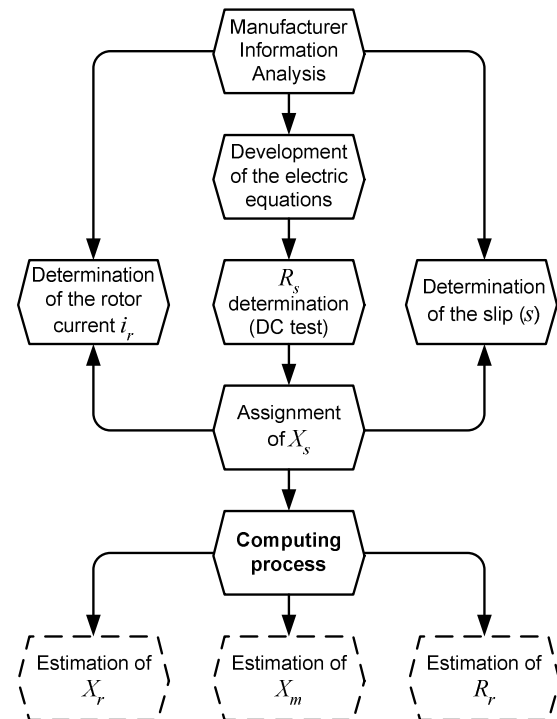 Manufacturer
Information
Analysis
Development
of the electric
equations
Determination
of the rotor
current i_r
R_s
determination
(DC test)
Determination
of the slip (s)
Assignment
of X_s
Computing
process
Estimation of
X_r
Estimation of
X_m
Estimation of
R_r